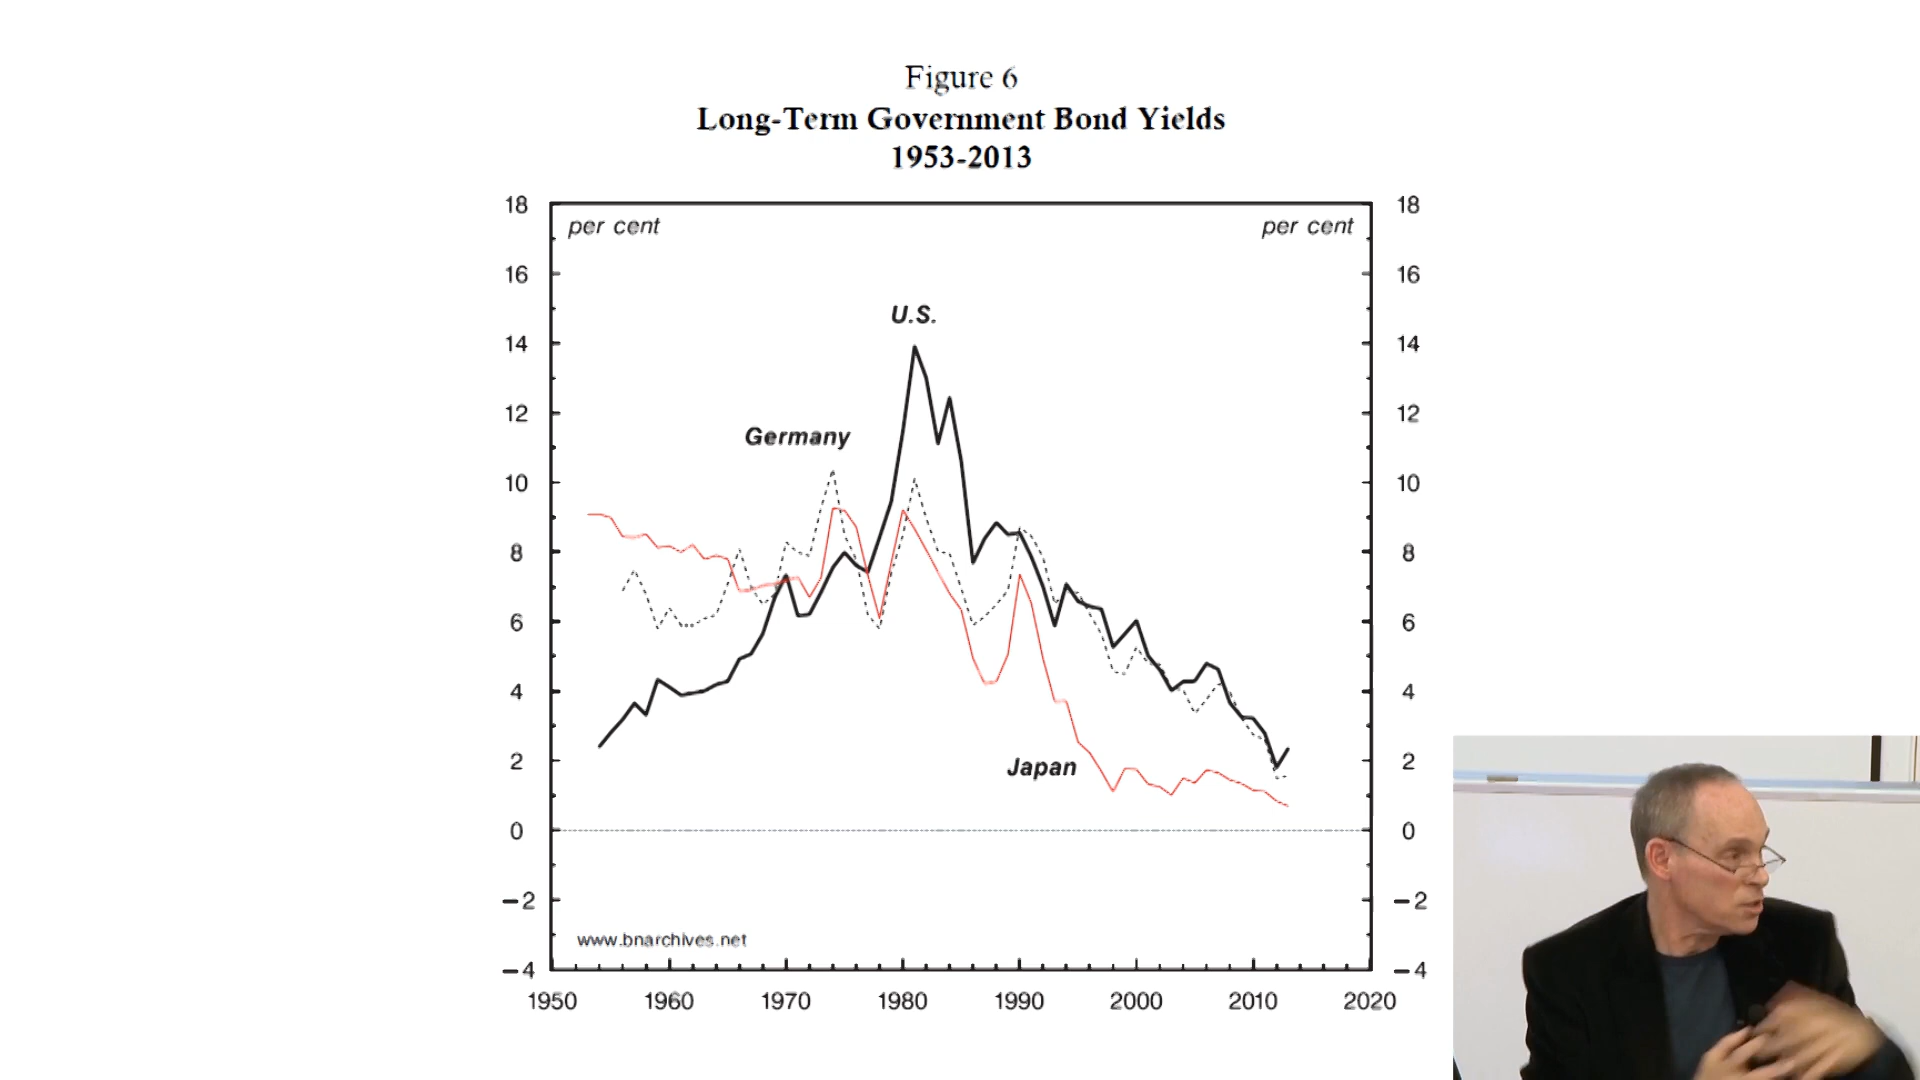 Figure 6
Long-Term Government Bond Yields
1953-2013
18
per cent
per cent
18
16
16
U.S.
14
14
12
12
Germany
10
10
8
8
6
6
4
4
Japan
2
2
0
0
−2
−2
www.bnarchives.net
−4
−4
1950 1960 1970 1980 1990 2000 2010 2020